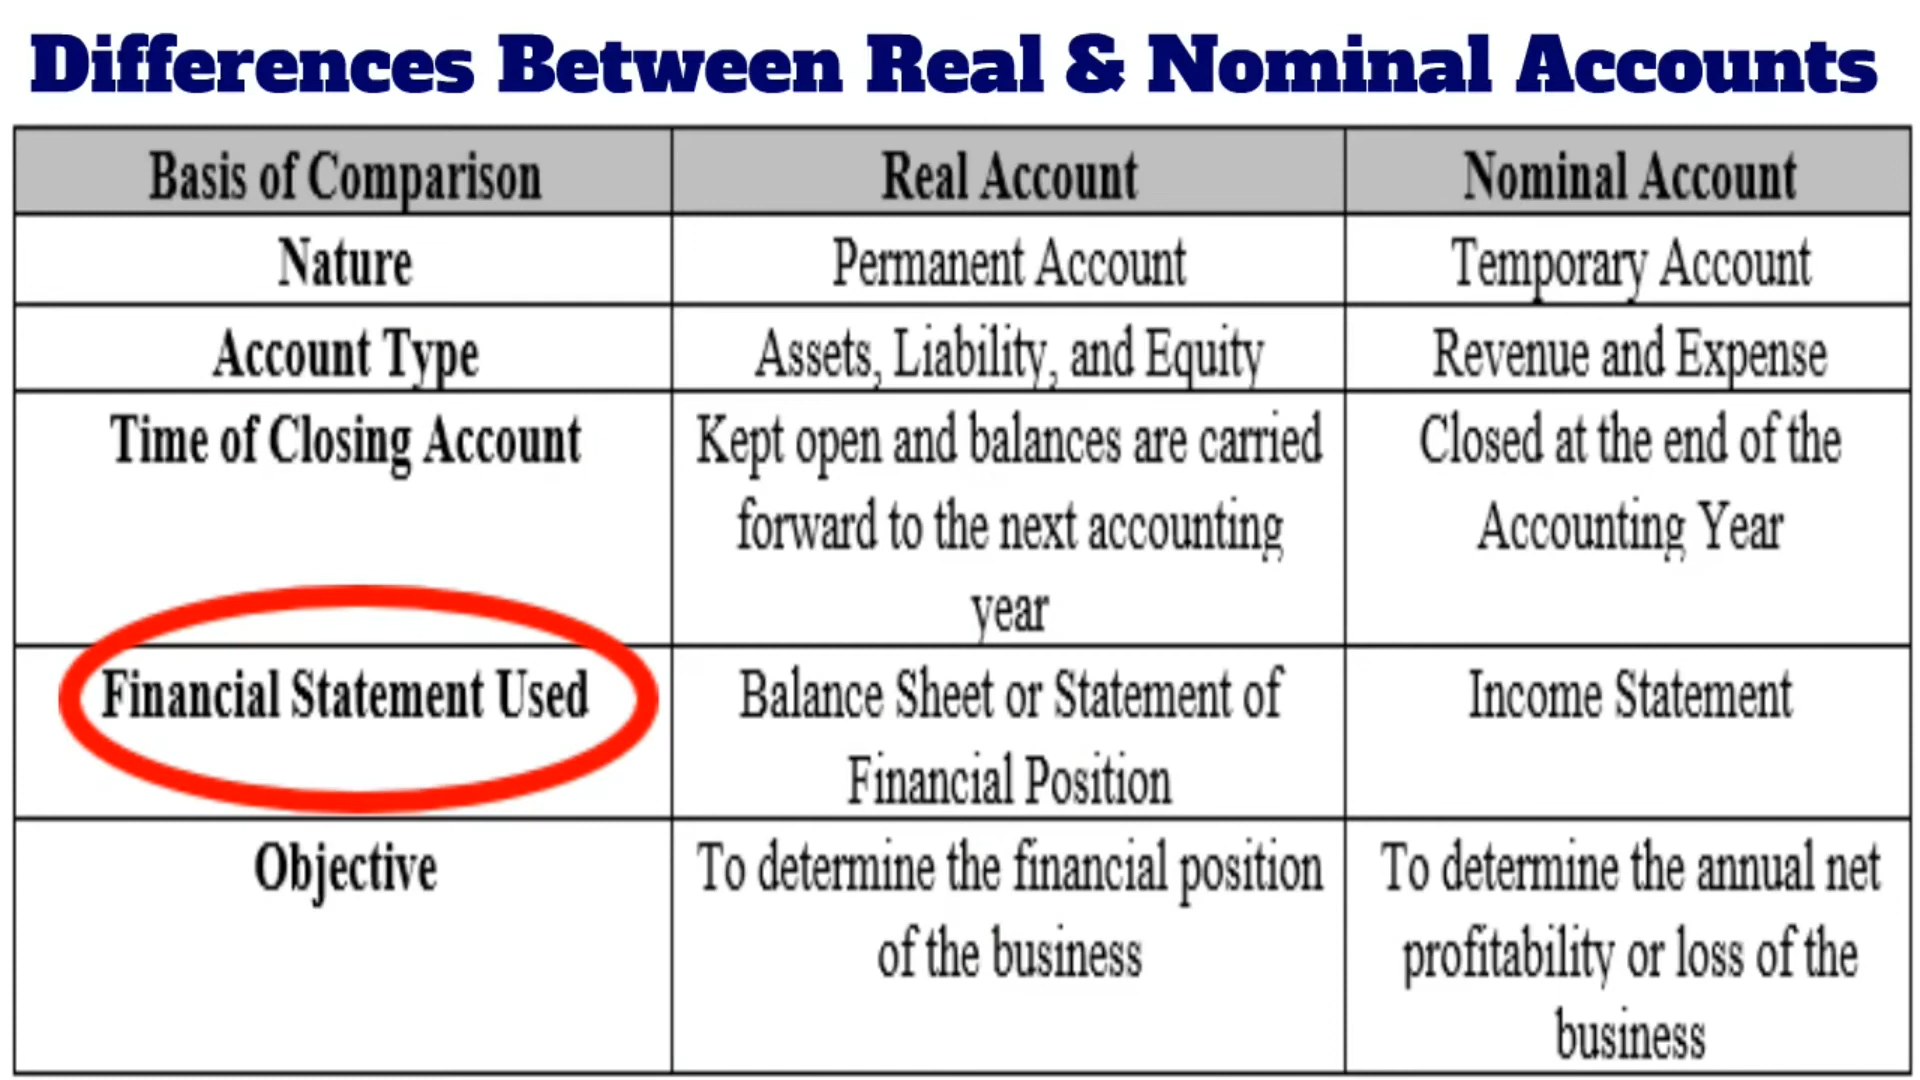 Differences Between Real & Nominal Accounts
Basis of Comparison
Real Account
Nominal Account
Nature
Permanent Account
Temporary Account
Account Type
Assets, Liability, and Equity
Revenue and Expense
Time of Closing Account
Kept open and balances are carried
forward to the next accounting
year
Closed at the end of the
Accounting Year
Financial Statement Used
Balance Sheet or Statement of
Financial Position
Income Statement
Objective
To determine the financial position
of the business
To determine the annual net
profitability or loss of the
business